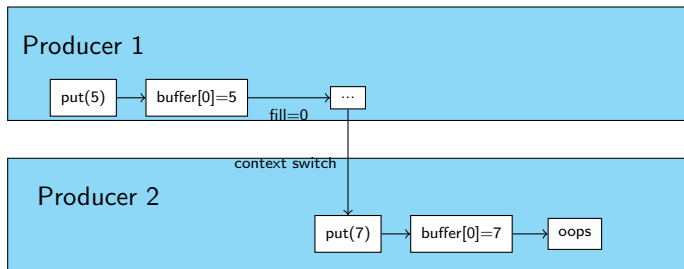 Producer 1
put(5)
buffer[0]=5
...
fill=0
context switch
Producer 2
put(7)
buffer[0]=7
oops